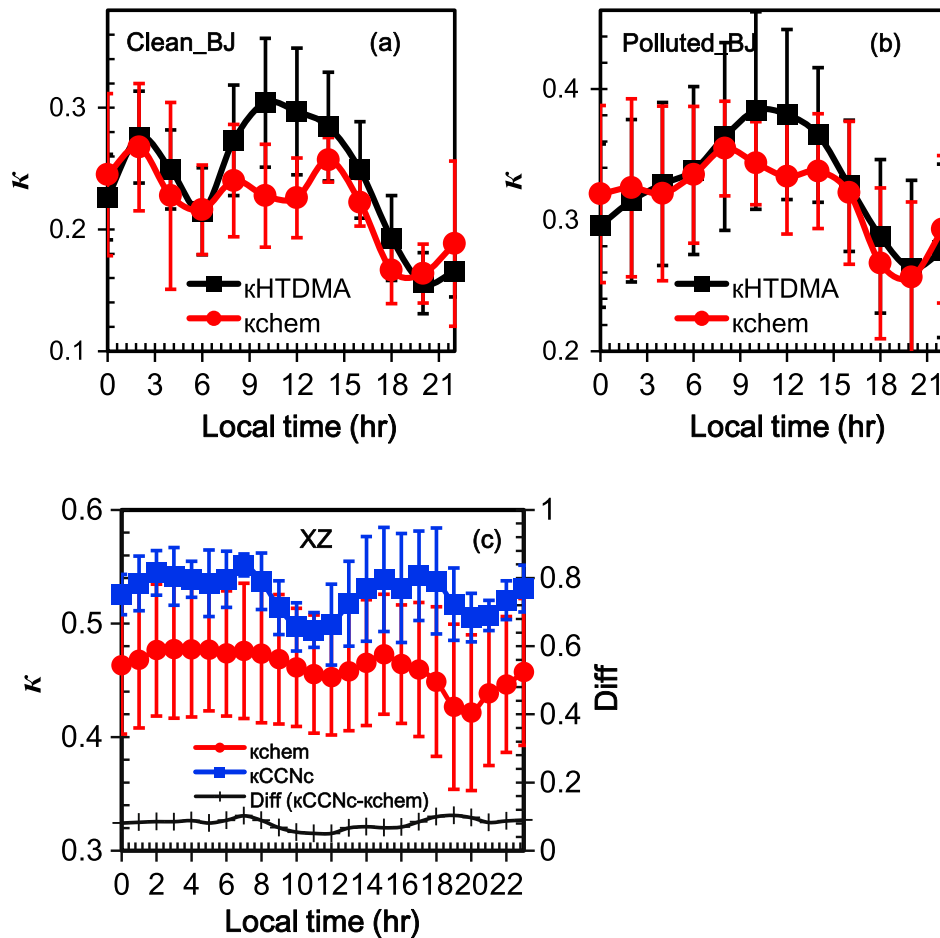 Clean_BJ (a)
0.3
0.2
0.1
κ
κHTDMA
κchem
0 3 6 9 12 15 18 21
Local time (hr)
Polluted_BJ (b)
0.4
0.3
0.2
κ
κHTDMA
κchem
0 3 6 9 12 15 18 21
Local time (hr)
XZ (c)
0.6
0.5
0.4
0.3
κ
1
0.8
0.6
0.4
0.2
0
Diff
κchem
κCCNc
Diff (κCCNc-κchem)
0 2 4 6 8 10 12 14 16 18 20 22
Local time (hr)